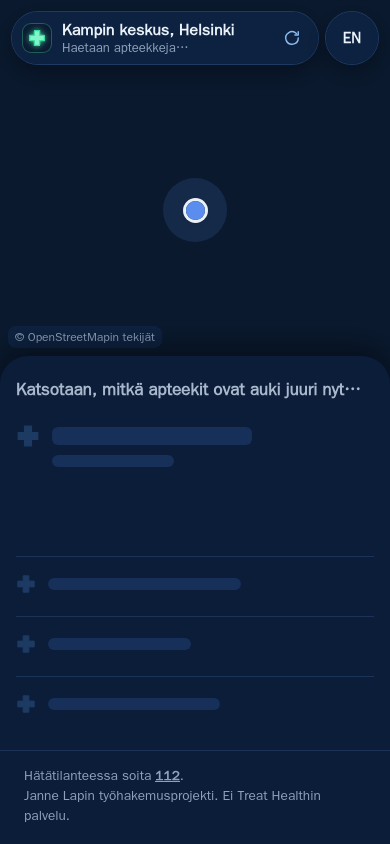 Kampin keskus, Helsinki
Haetaan apteekkeja…
EN
© OpenStreetMapin tekijät
Katsotaan, mitkä apteekit ovat auki juuri nyt…
Hätätilanteessa soita 112.
Janne Lapin työhakemusprojekti. Ei Treat Healthin
palvelu.